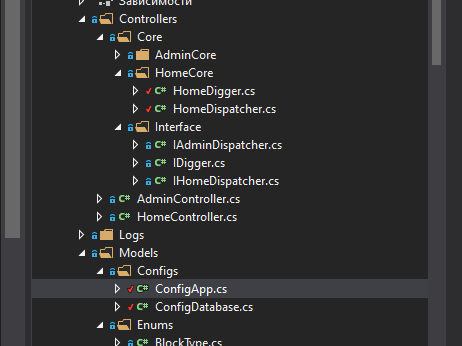 Зависимости
Controllers
Core
AdminCore
HomeCore
C# HomeDigger.cs
C# HomeDispatcher.cs
Interface
C# IAdminDispatcher.cs
C# IDigger.cs
C# IHomeDispatcher.cs
C# AdminController.cs
C# HomeController.cs
Logs
Models
Configs
C# ConfigApp.cs
C# ConfigDatabase.cs
Enums
C# BlockType.cs